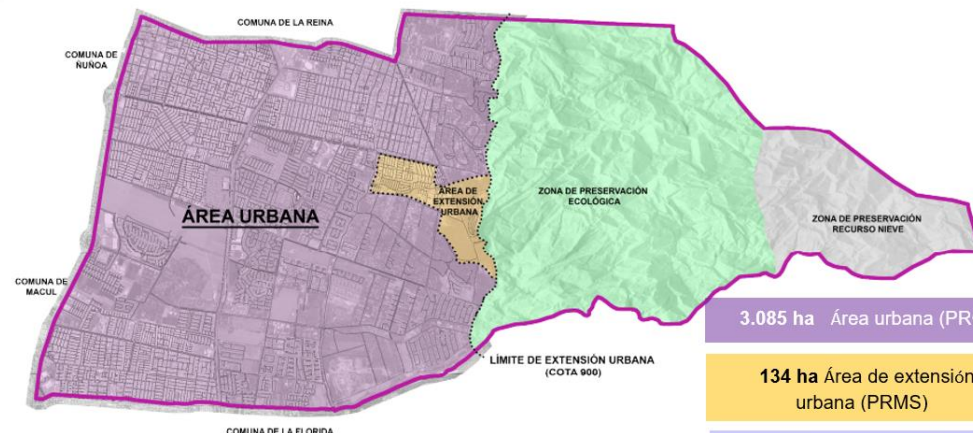 COMUNA DE LA REINA
COMUNA DE
ÑUÑOA
ÁREA DE
EXTENSIÓN
URBANA
ZONA DE PRESERVACIÓN
ECOLÓGICA
ÁREA URBANA
ZONA DE PRESERVACIÓN
RECURSO NIEVE
COMUNA DE
MACUL
3.085 ha Área urbana (PR
LÍMITE DE EXTENSIÓN URBANA
(COTA 900)
134 ha Área de extensión
urbana (PRMS)
COMUNA DE LA FLORIDA